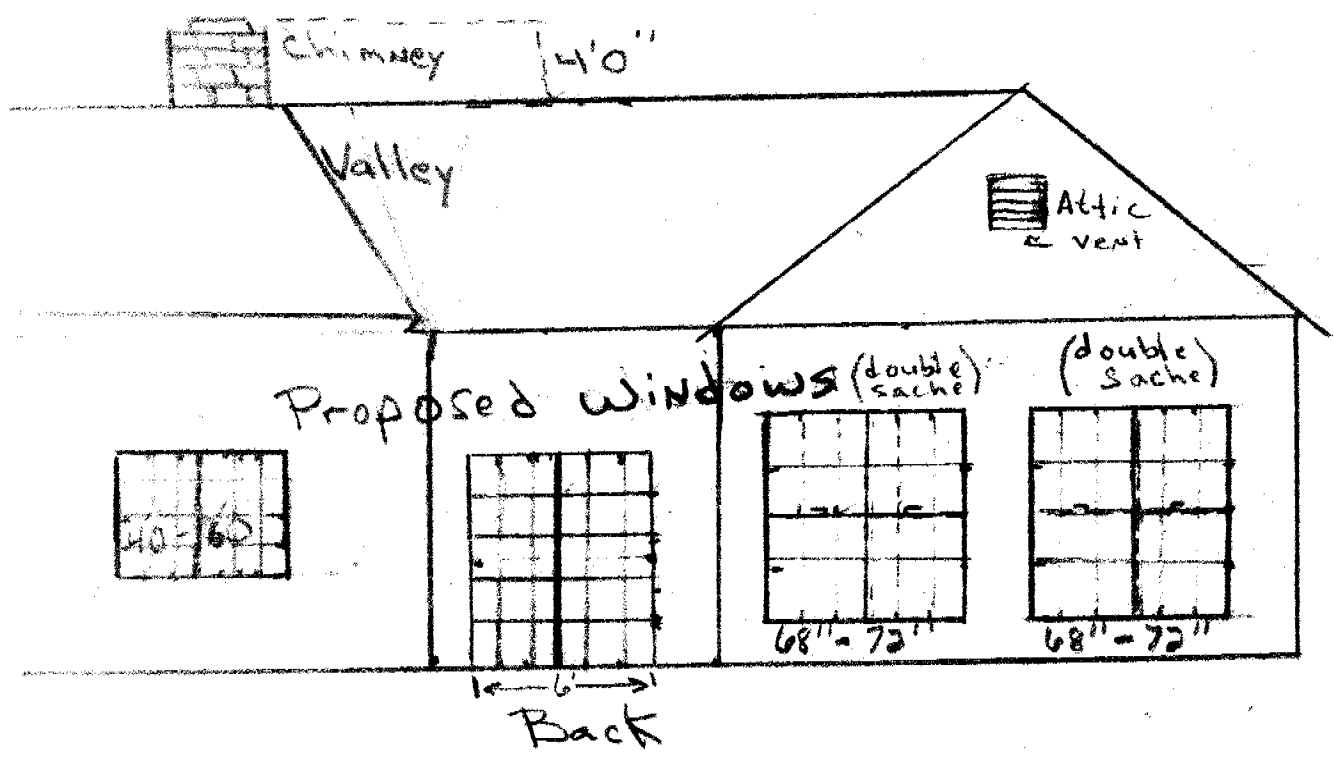 Chimney
4'0"
Valley
Attic
vent
Proposed Windows
(double
sache)
(double
sache)
40-60
68"-72"
68"-72"
6'
Back